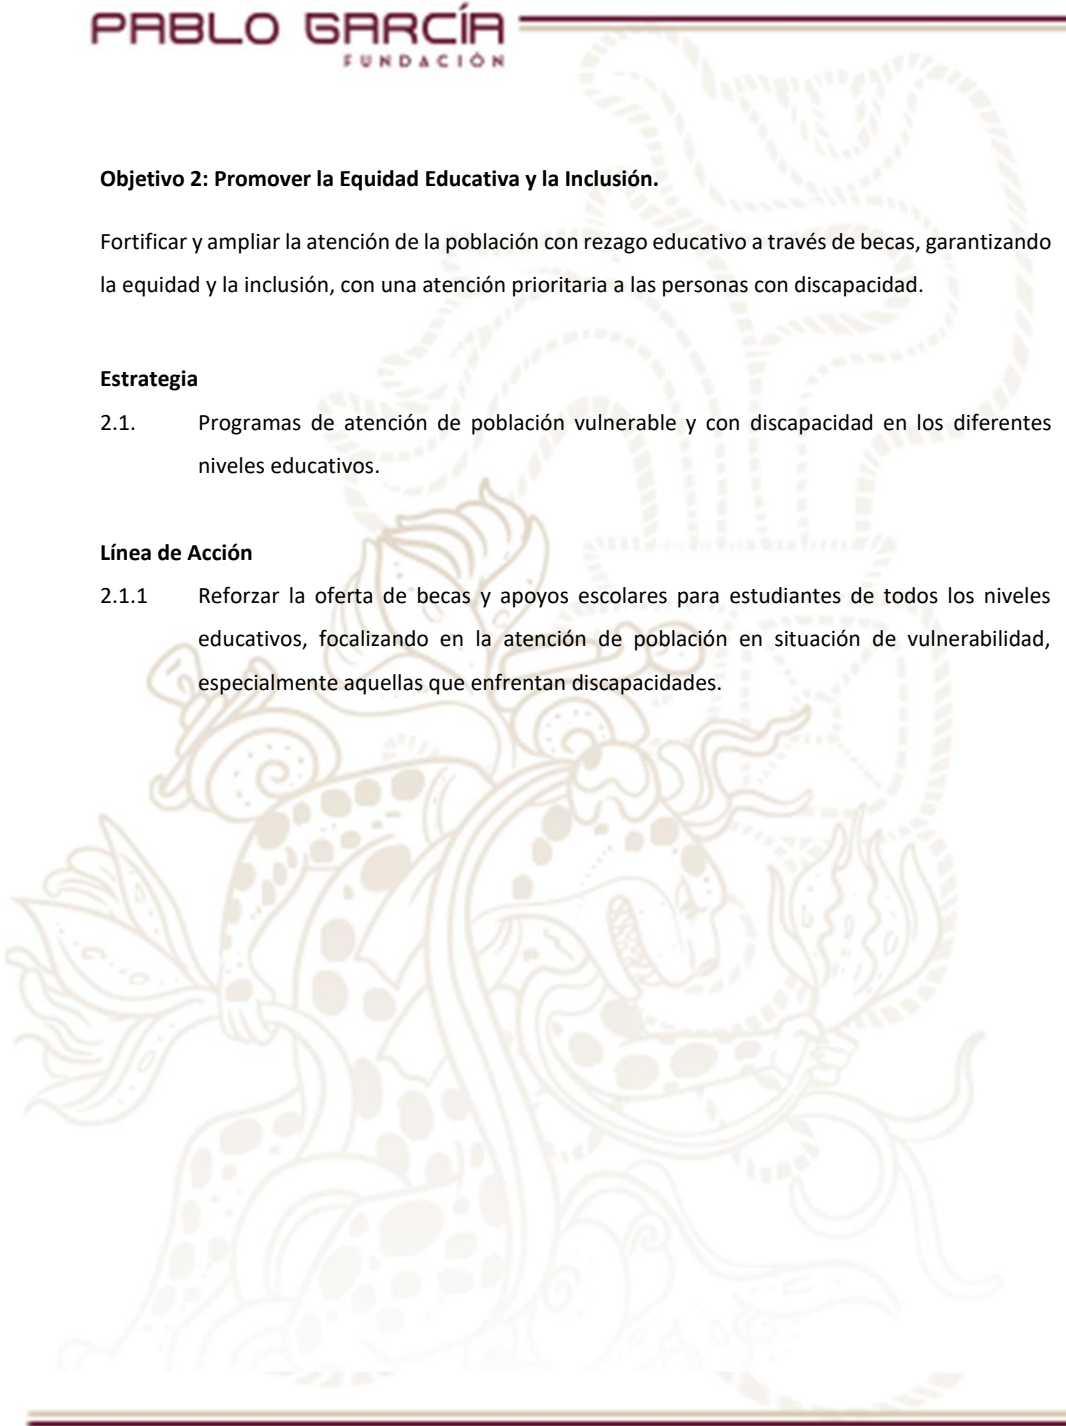 PABLO GARCÍA
FUNDACIÓN
Objetivo 2: Promover la Equidad Educativa y la Inclusión.
Fortificar y ampliar la atención de la población con rezago educativo a través de becas, garantizando
la equidad y la inclusión, con una atención prioritaria a las personas con discapacidad.
Estrategia
2.1. Programas de atención de población vulnerable y con discapacidad en los diferentes
niveles educativos.
Línea de Acción
2.1.1 Reforzar la oferta de becas y apoyos escolares para estudiantes de todos los niveles
educativos, focalizando en la atención de población en situación de vulnerabilidad,
especialmente aquellas que enfrentan discapacidades.